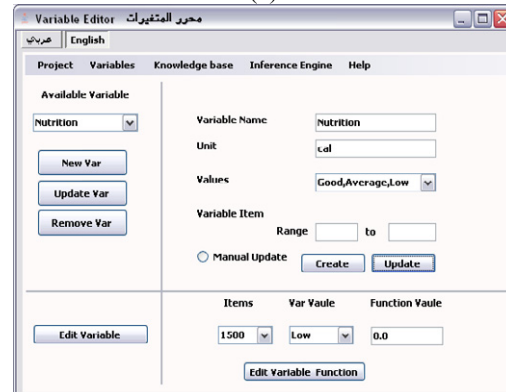 Variable Editor محرر المتغيرات
عربي English
Project Variables Knowledge base Inference Engine Help
Available Variable
Nutrition
New Var
Update Var
Remove Var
Variable Name Nutrition
Unit cal
Values Good,Average,Low
Variable Item
Range to
Manual Update Create Update
Items Var Vaule Function Vaule
Edit Variable 1500 Low 0.0
Edit Variable Function